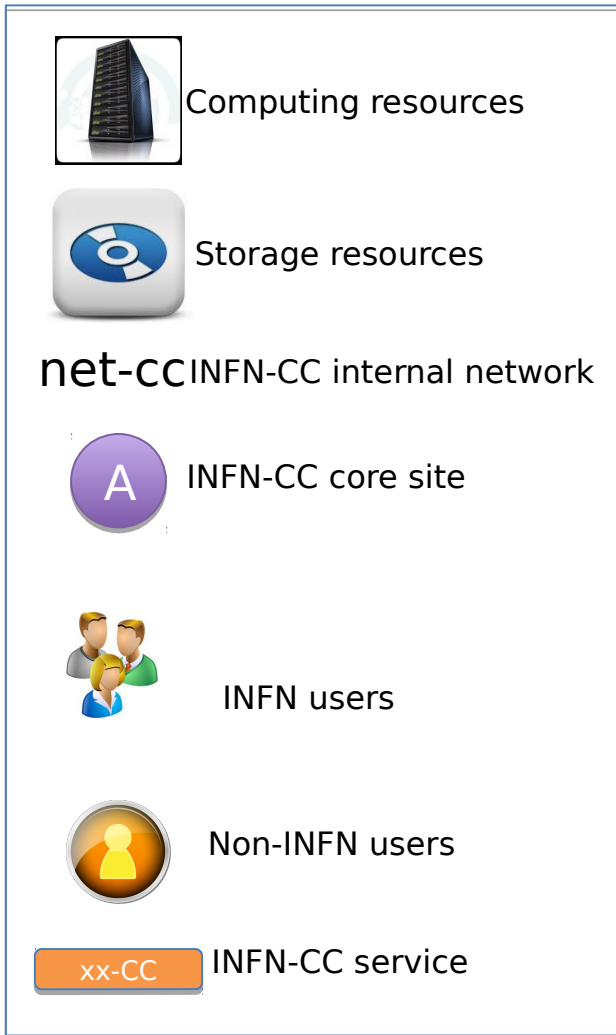 Computing resources
Storage resources
net-cc INFN-CC internal network
A INFN-CC core site
INFN users
Non-INFN users
xx-CC INFN-CC service